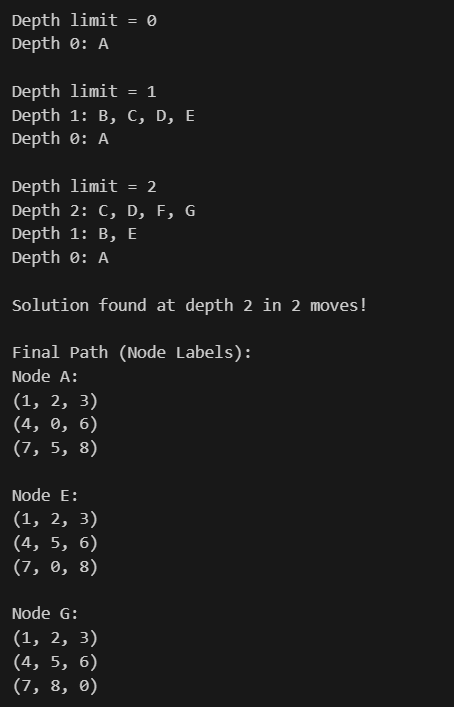 Depth limit = 0
Depth 0: A
Depth limit = 1
Depth 1: B, C, D, E
Depth 0: A
Depth limit = 2
Depth 2: C, D, F, G
Depth 1: B, E
Depth 0: A
Solution found at depth 2 in 2 moves!
Final Path (Node Labels):
Node A:
(1, 2, 3)
(4, 0, 6)
(7, 5, 8)
Node E:
(1, 2, 3)
(4, 5, 6)
(7, 0, 8)
Node G:
(1, 2, 3)
(4, 5, 6)
(7, 8, 0)